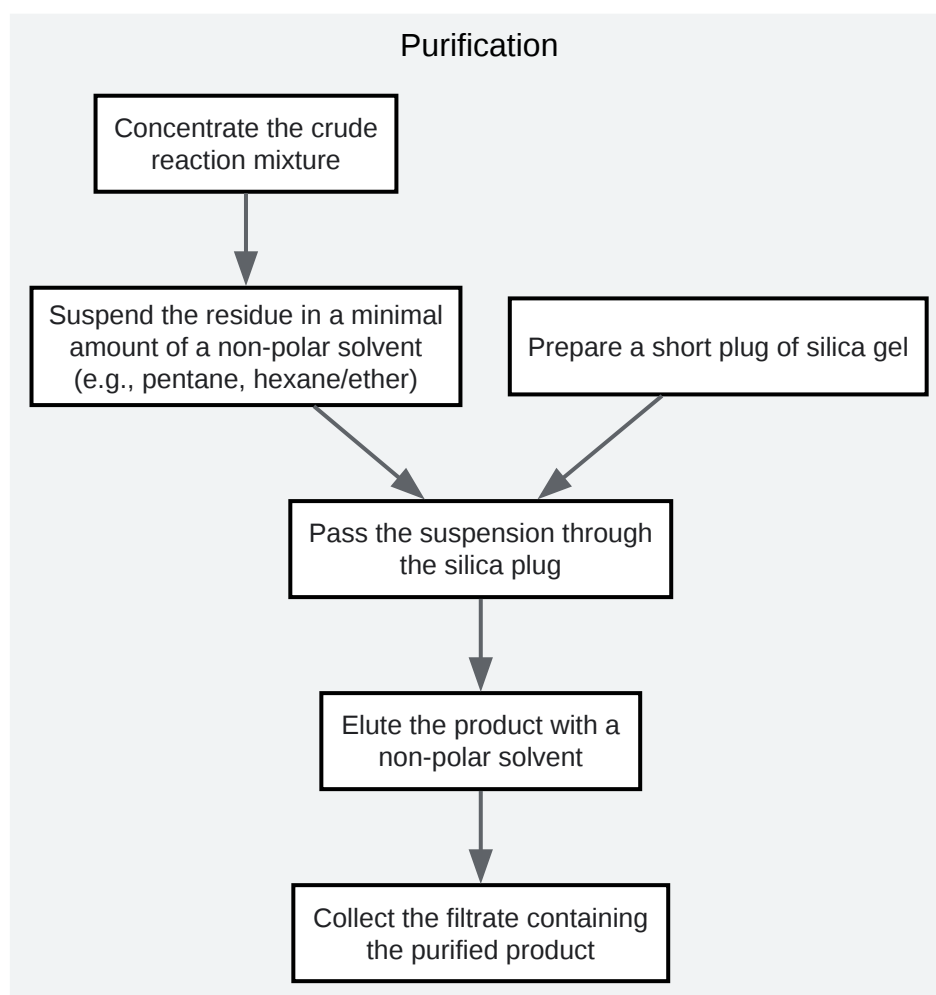 Purification
Concentrate the crude
reaction mixture
Suspend the residue in a minimal
amount of a non-polar solvent
(e.g., pentane, hexane/ether)
Prepare a short plug of silica gel
Pass the suspension through
the silica plug
Elute the product with a
non-polar solvent
Collect the filtrate containing
the purified product